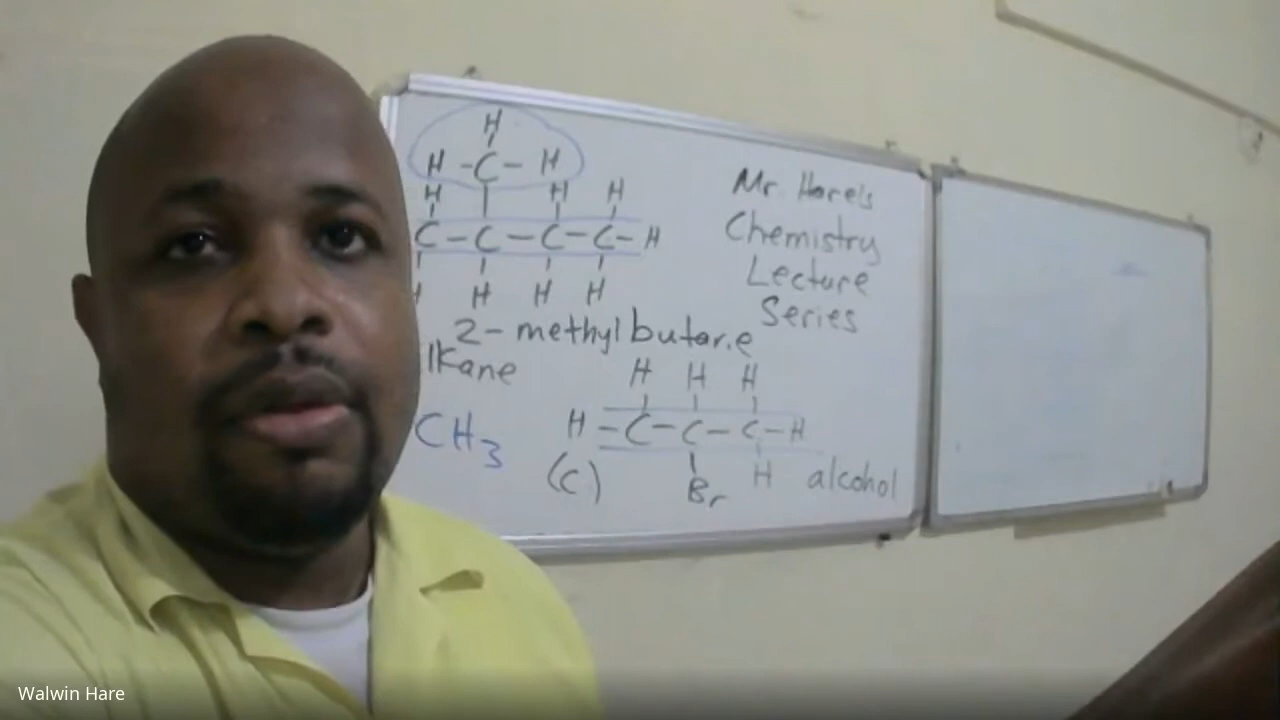 H
H - C - H
H H H
C - C - C - C - H
H H H
2 - methylbutane
lkane
CH3
Mr. Hare's
Chemistry
Lecture
Series
H H H
H - C - C - C - H
(C) Br H alcohol
Walwin Hare